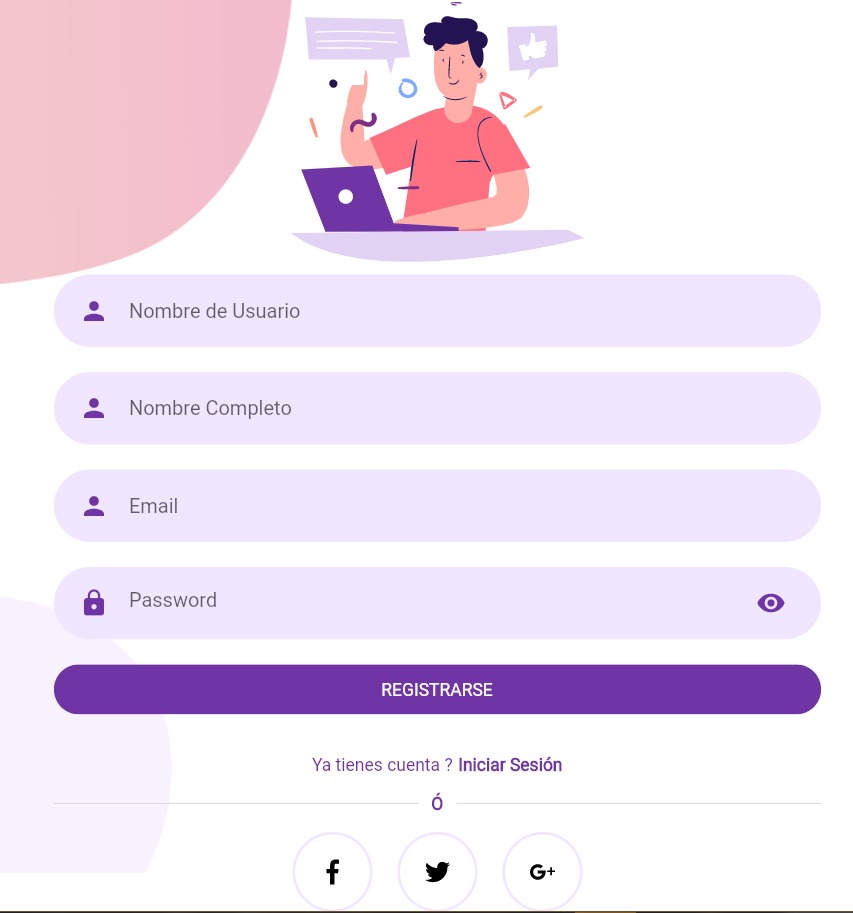 Nombre de Usuario
Nombre Completo
Email
Password
REGISTRARSE
Ya tienes cuenta ? Iniciar Sesión
Ó
G+